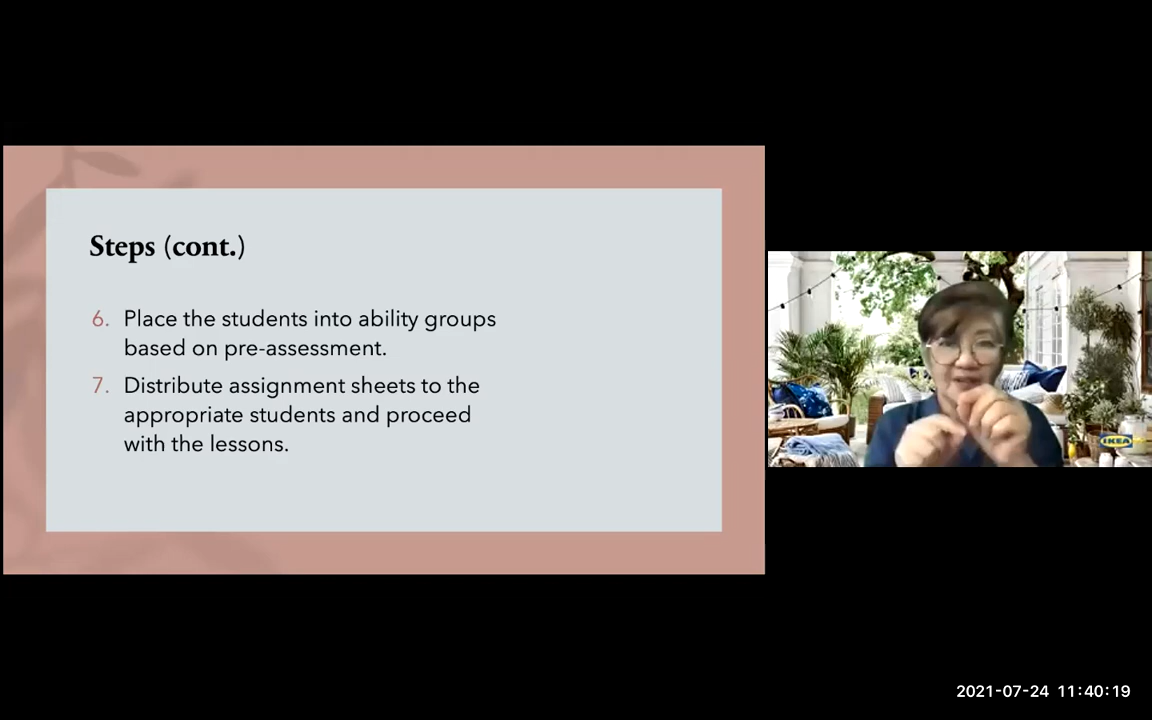 Steps (cont.)
6. Place the students into ability groups
based on pre-assessment.
7. Distribute assignment sheets to the
appropriate students and proceed
with the lessons.
IKEA
2021-07-24 11:40:19